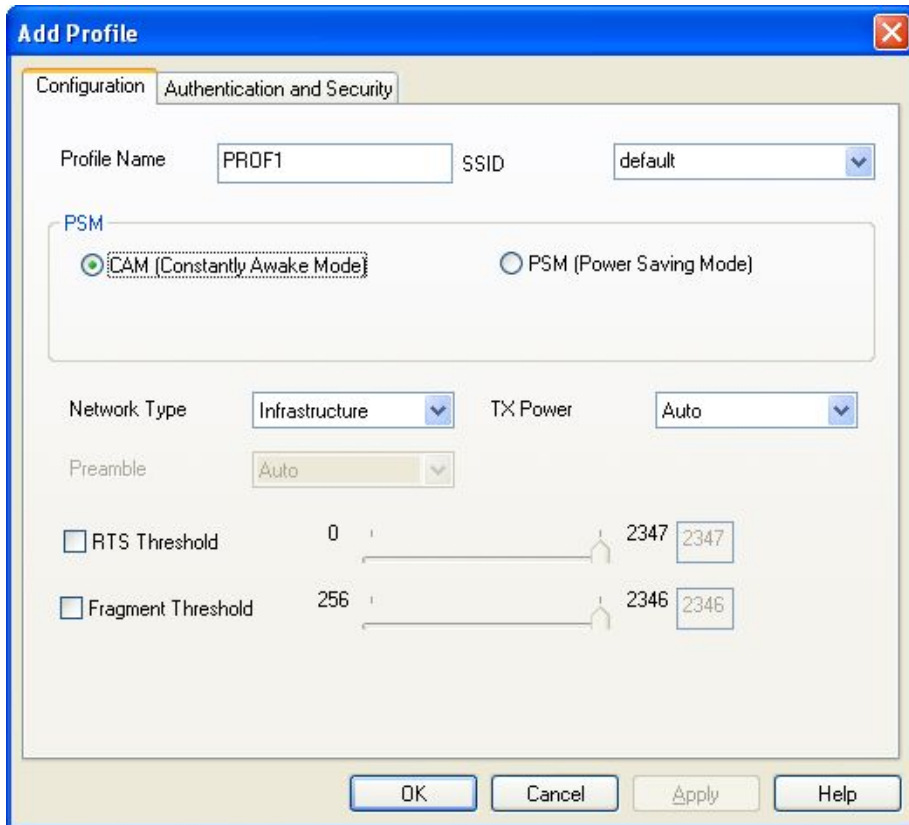 Add Profile
Configuration Authentication and Security
Profile Name PROF1 SSID default
PSM
CAM (Constantly Awake Mode) PSM (Power Saving Mode)
Network Type Infrastructure TX Power Auto
Preamble Auto
RTS Threshold 0 2347 2347
Fragment Threshold 256 2346 2346
OK Cancel Apply Help